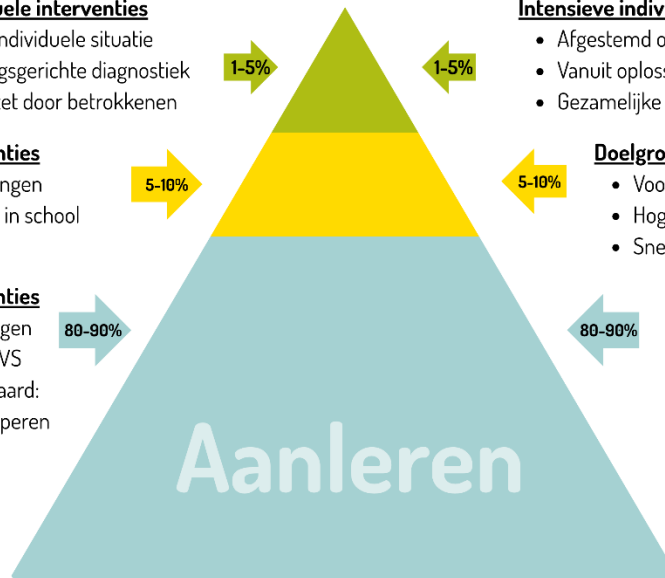 uele interventies
ndividuele situatie
gsgerichte diagnostiek
et door betrokkenen
1-5%
1-5%
Intensieve indiv
Afgestemd o
Vanuit oploss
Gezamelijke
nties
ngen
in school
5-10%
5-10%
Doelgro
Voo
Hog
Sne
nties
gen
VS
aard:
peren
80-90%
80-90%
Aanleren